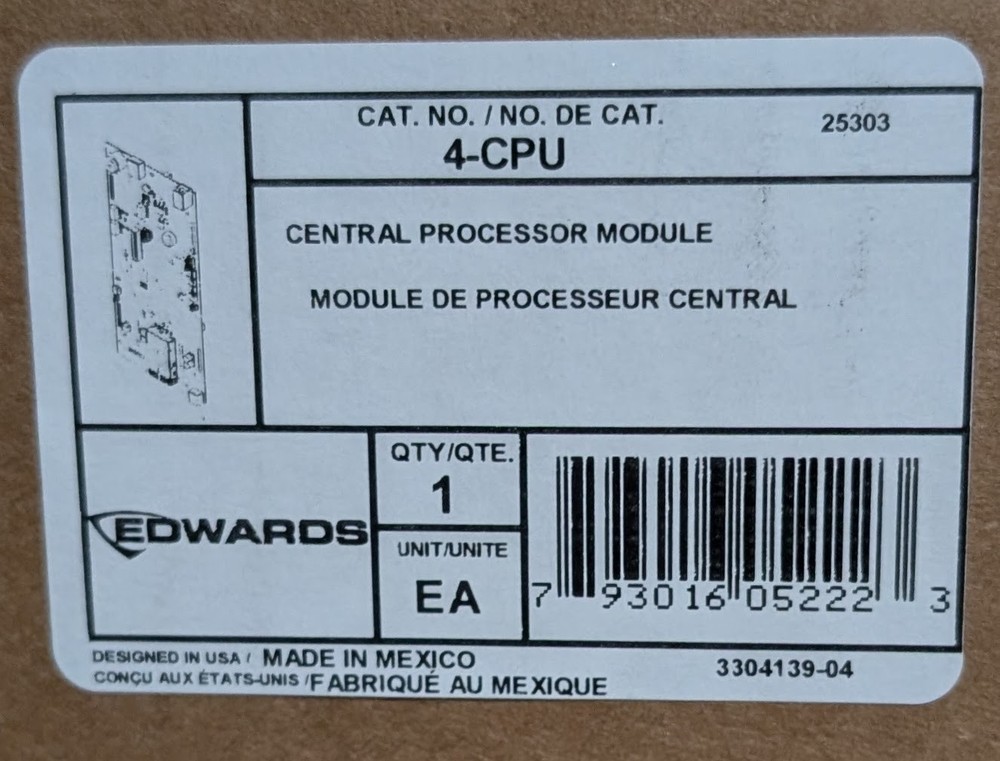 CAT. NO. / NO. DE CAT.
25303
4-CPU
CENTRAL PROCESSOR MODULE
MODULE DE PROCESSEUR CENTRAL
EDWARDS
QTY/QTE.
1
UNIT/UNITE
EA
7 93016 05222 3
DESIGNED IN USA / MADE IN MEXICO
CONÇU AUX ÉTATS-UNIS /FABRIQUÉ AU MEXIQUE
3304139-04